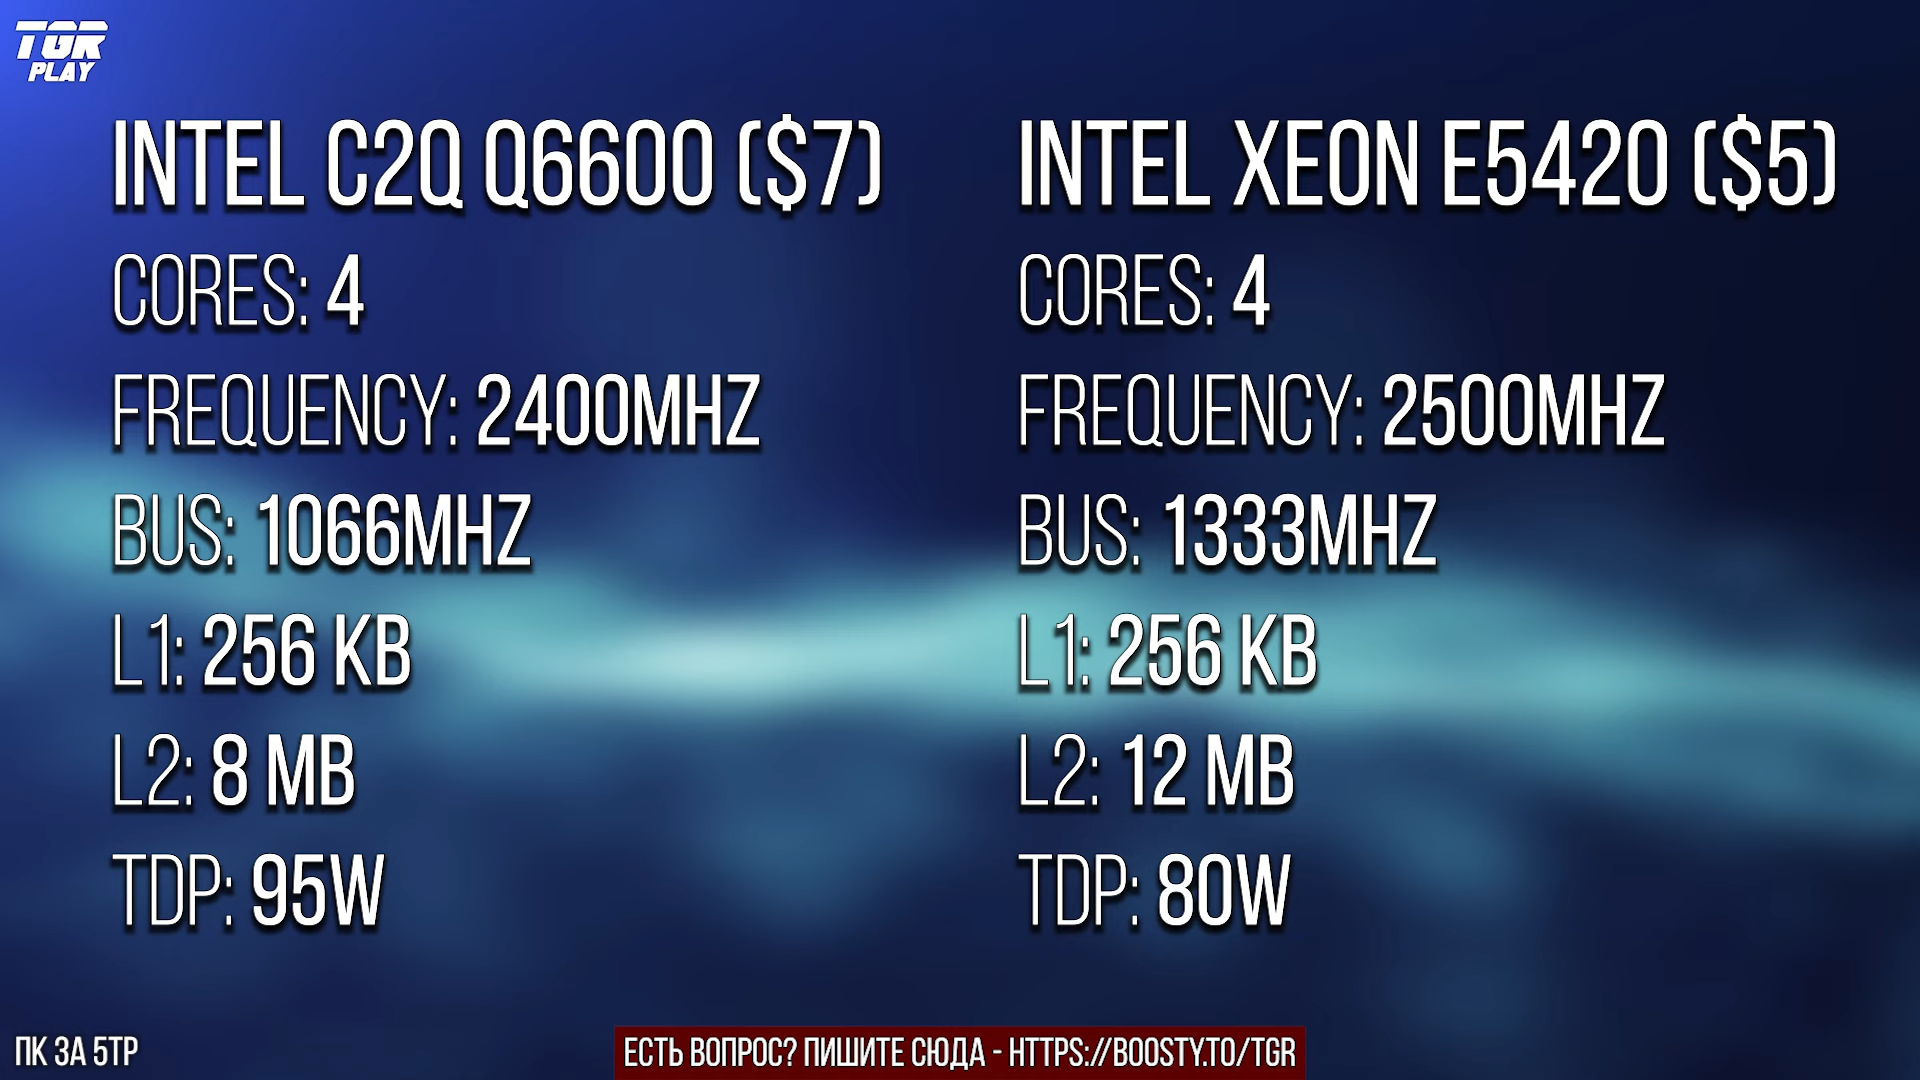 TGR
PLAY
INTEL C2Q Q6600 ($7)
CORES: 4
FREQUENCY: 2400MHZ
BUS: 1066MHZ
L1: 256 KB
L2: 8 MB
TDP: 95W
INTEL XEON E5420 ($5)
CORES: 4
FREQUENCY: 2500MHZ
BUS: 1333MHZ
L1: 256 KB
L2: 12 MB
TDP: 80W
ПК ЗА 5ТР
ЕСТЬ ВОПРОС? ПИШИТЕ СЮДА - HTTPS://BOOSTY.TO/TGR